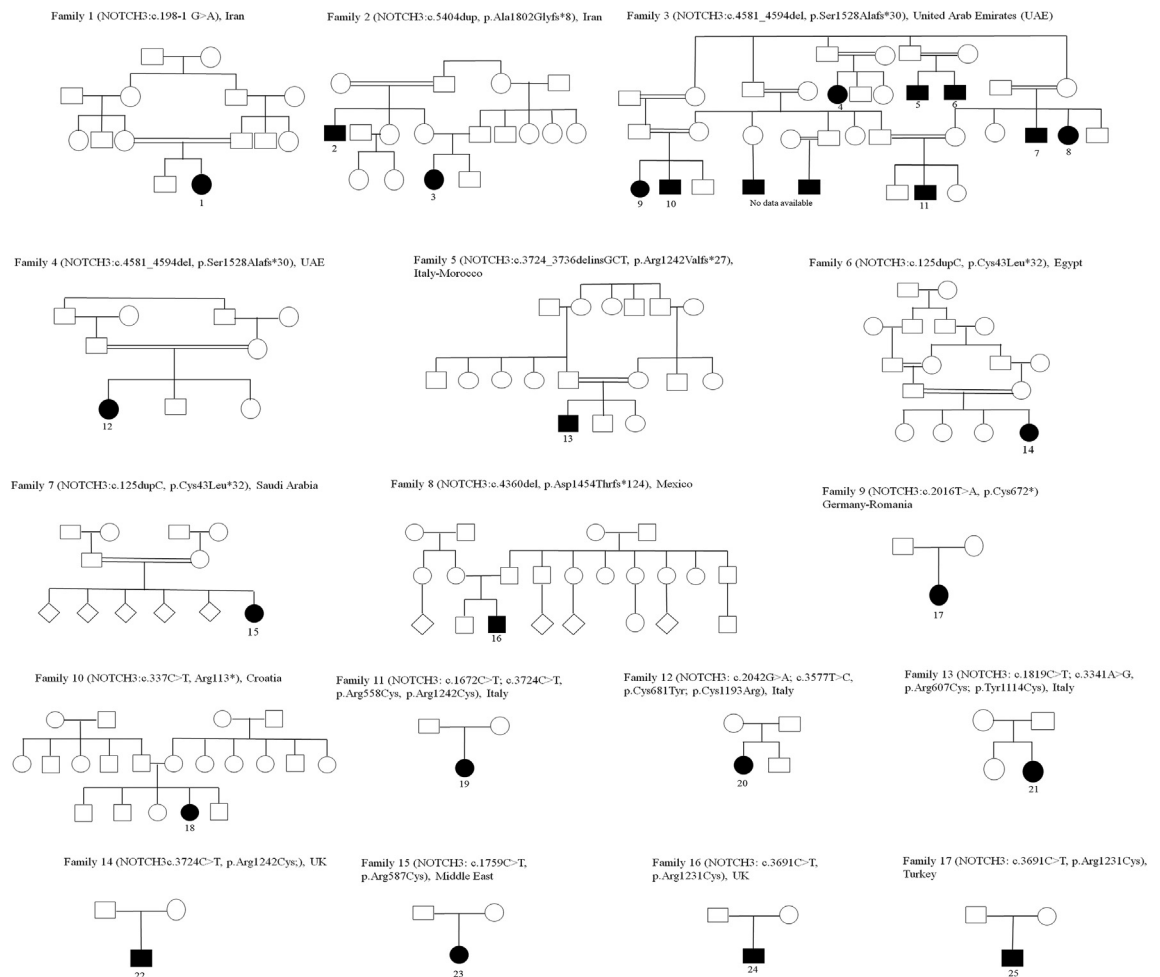 Family 1 (NOTCH3:c.198-1 G>A), Iran
Family 2 (NOTCH3:c.5404dup, p.Ala1802Glyfs*8), Iran
Family 3 (NOTCH3:c.4581_4594del, p.Ser1528Alafs*30), United Arab Emirates (UAE)
4
5
6
2
7
8
1
3
9
10
No data available
11
Family 4 (NOTCH3:c.4581_4594del, p.Ser1528Alafs*30), UAE
Family 5 (NOTCH3:c.3724_3736delinsGCT, p.Arg1242Valfs*27),
Italy-Morocco
Family 6 (NOTCH3:c.125dupC, p.Cys43Leu*32), Egypt
12
13
14
Family 7 (NOTCH3:c.125dupC, p.Cys43Leu*32), Saudi Arabia
Family 8 (NOTCH3:c.4360del, p.Asp1454Thrfs*124), Mexico
Family 9 (NOTCH3:c.2016T>A, p.Cys672*)
Germany-Romania
15
16
17
Family 10 (NOTCH3:c.337C>T, Arg113*), Croatia
Family 11 (NOTCH3: c.1672C>T; c.3724C>T,
p.Arg558Cys, p.Arg1242Cys), Italy
Family 12 (NOTCH3: c.2042G>A; c.3577T>C,
p.Cys681Tyr; p.Cys1193Arg), Italy
Family 13 (NOTCH3: c.1819C>T; c.3341A>G,
p.Arg607Cys; p.Tyr1114Cys), Italy
18
19
20
21
Family 14 (NOTCH3c.3724C>T, p.Arg1242Cys;), UK
Family 15 (NOTCH3: c.1759C>T,
p.Arg587Cys), Middle East
Family 16 (NOTCH3: c.3691C>T,
p.Arg1231Cys), UK
Family 17 (NOTCH3: c.3691C>T, p.Arg1231Cys),
Turkey
22
23
24
25